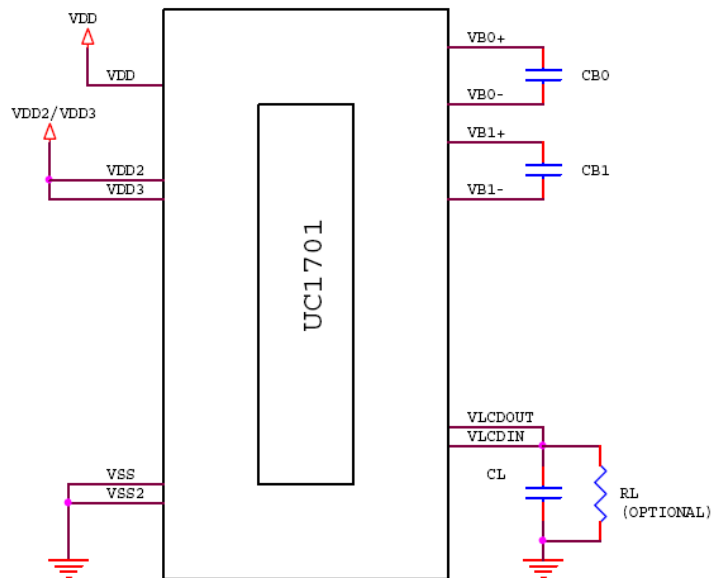 VDD
VDD
VDD2/VDD3
VDD2
VDD3
VSS
VSS2
UC1701
VB0+
VB0-
CB0
VB1+
VB1-
CB1
VLCDOUT
VLCDIN
CL
RL
(OPTIONAL)